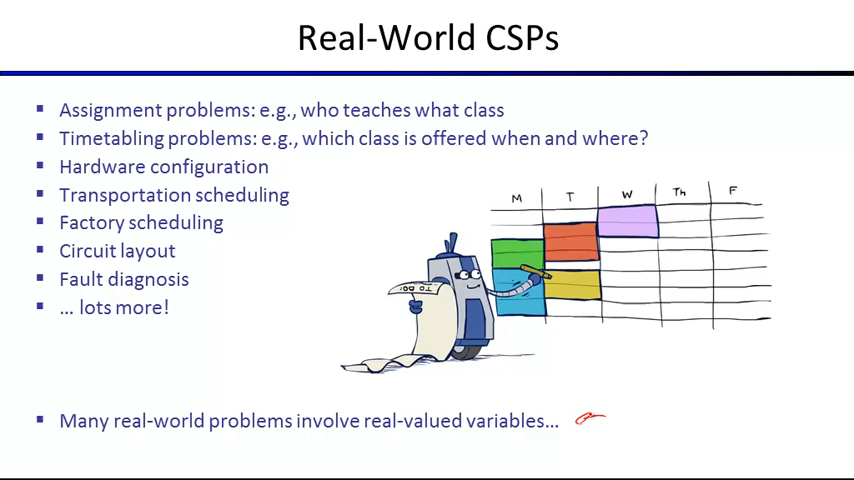 Real-World CSPs
Assignment problems: e.g., who teaches what class
Timetabling problems: e.g., which class is offered when and where?
Hardware configuration
Transportation scheduling
Factory scheduling
Circuit layout
Fault diagnosis
… lots more!
M T W Th F
TO DO:
Many real-world problems involve real-valued variables…